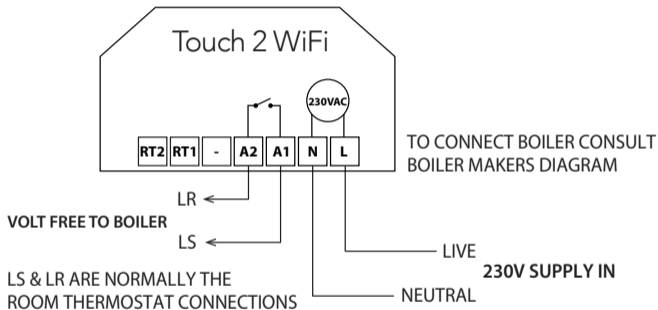 Touch 2 WiFi
230VAC
RT2 RT1 - A2 A1 N L
TO CONNECT BOILER CONSULT
BOILER MAKERS DIAGRAM
LR
VOLT FREE TO BOILER
LS
LIVE
230V SUPPLY IN
NEUTRAL
LS & LR ARE NORMALLY THE
ROOM THERMOSTAT CONNECTIONS